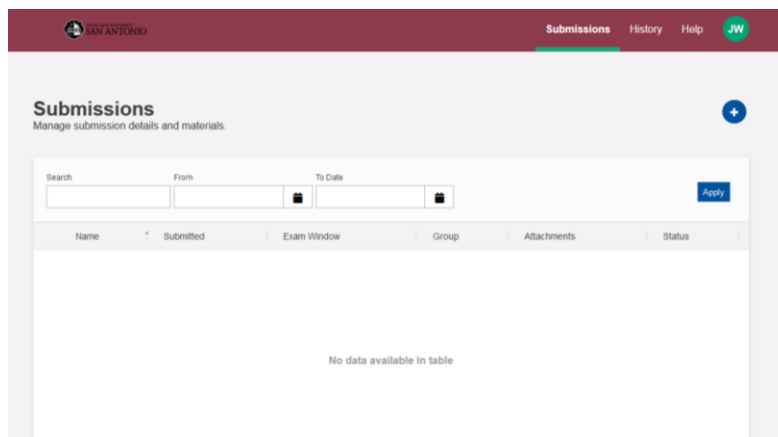 SAN ANTONIO
Submissions History Help JW
Submissions
Manage submission details and materials.
Search From To Date
Apply
Name Submitted Exam Window Group Attachments Status
No data available in table